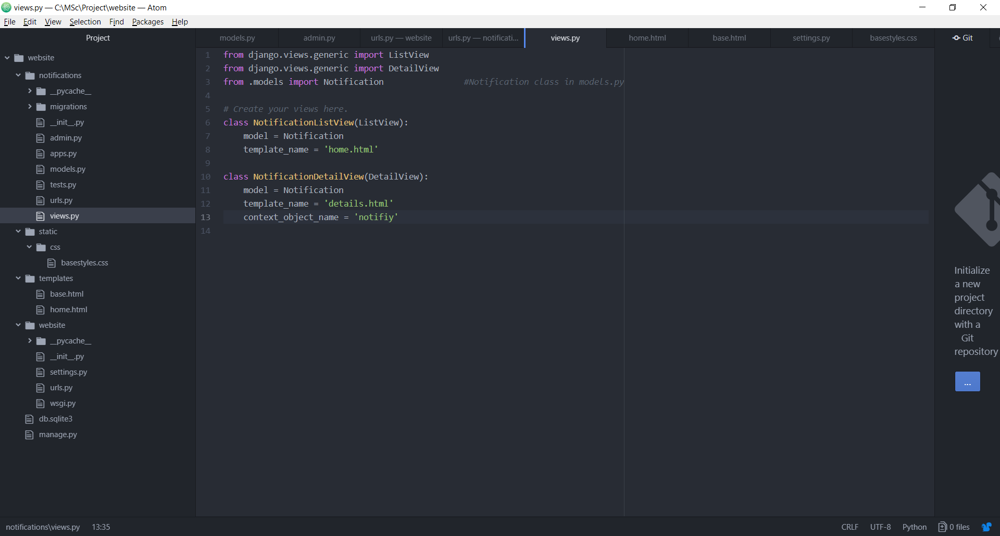 views.py — C:\MSc\Project\website — Atom
File Edit View Selection Find Packages Help
Project
website
notifications
__pycache__
migrations
__init__.py
admin.py
apps.py
models.py
tests.py
urls.py
views.py
static
css
basestyles.css
templates
base.html
home.html
website
__pycache__
__init__.py
settings.py
urls.py
wsgi.py
db.sqlite3
manage.py
models.py admin.py urls.py — website urls.py — notificati... views.py home.html base.html settings.py basestyles.css Git
1 from django.views.generic import ListView
2 from django.views.generic import DetailView
3 from .models import Notification #Notification class in models.py
4
5 # Create your views here.
6 class NotificationListView(ListView):
7 model = Notification
8 template_name = 'home.html'
9
10 class NotificationDetailView(DetailView):
11 model = Notification
12 template_name = 'details.html'
13 context_object_name = 'notifiy'
14
Initialize
a new
project
directory
with a
Git
repository
...
notifications\views.py 13:35 CRLF UTF-8 Python 0 files